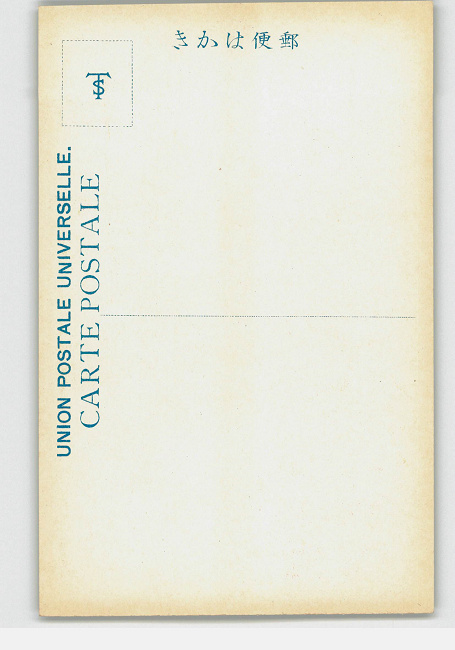 郵便はかき
UNION POSTALE UNIVERSELLE.
CARTE POSTALE